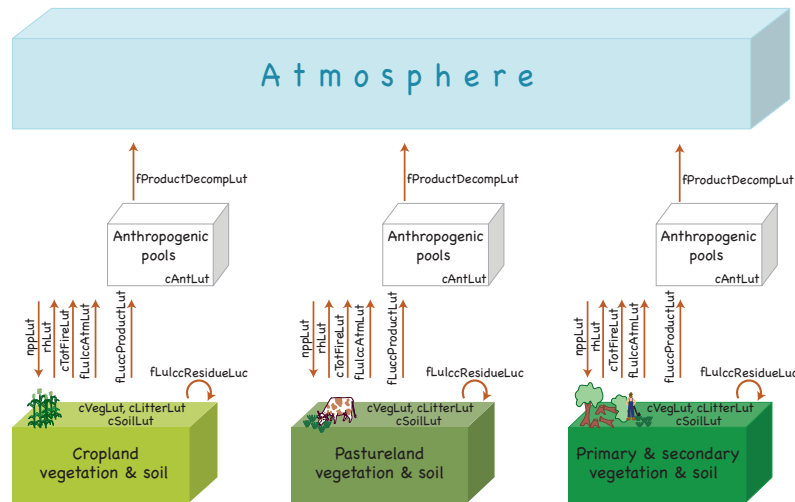 Atmosphere
fProductDecompLut
fProductDecompLut
fProductDecompLut
Anthropogenic
pools
cAntLut
Anthropogenic
pools
cAntLut
Anthropogenic
pools
cAntLut
nppLut
rhLut
cTotFireLut
fLulccAtmLut
fLuccProductLut
nppLut
rhLut
cTotFireLut
fLulccAtmLut
fLuccProductLut
nppLut
rhLut
cTotFireLut
fLulccAtmLut
fLuccProductLut
fLulccResidueLuc
fLulccResidueLuc
fLulccResidueLuc
cVegLut, cLitterLut
cSoilLut
cVegLut, cLitterLut
cSoilLut
cVegLut, cLitterLut
cSoilLut
Cropland
vegetation & soil
Pastureland
vegetation & soil
Primary & secondary
vegetation & soil